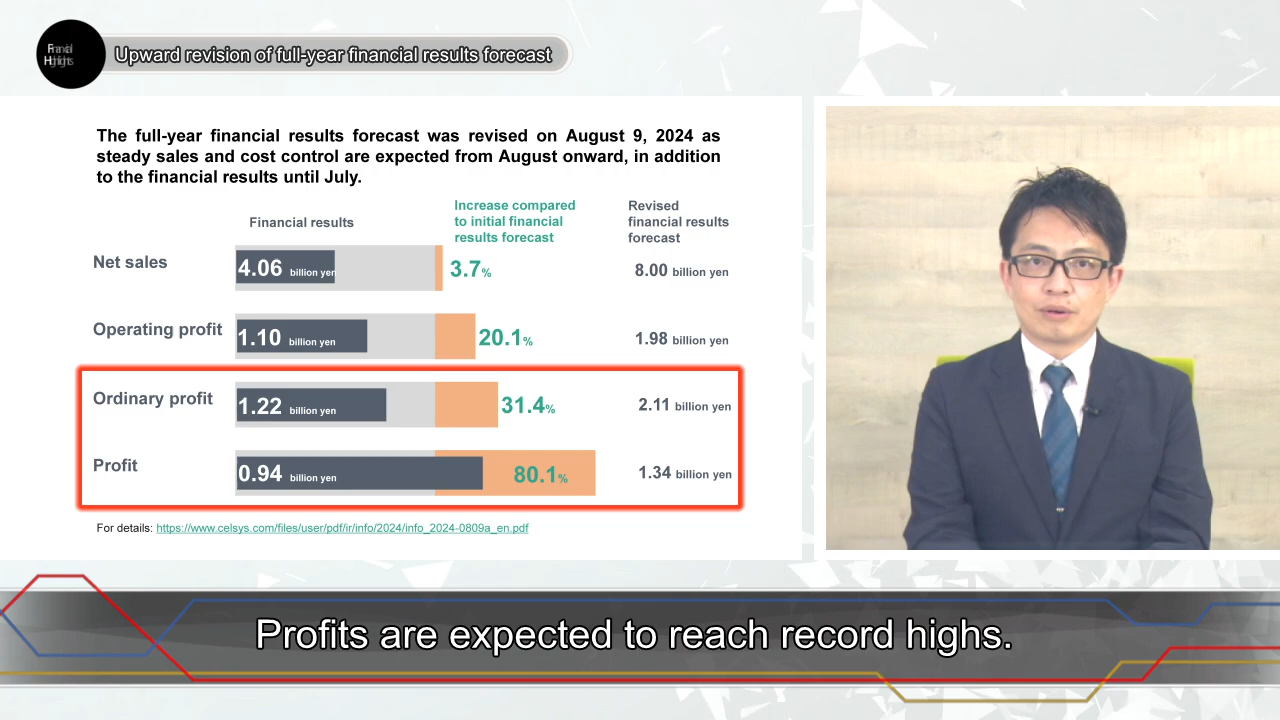 Financial
Highlights
Upward revision of full-year financial results forecast
The full-year financial results forecast was revised on August 9, 2024 as
steady sales and cost control are expected from August onward, in addition
to the financial results until July.
Financial results
Increase compared
to initial financial
results forecast
Revised
financial results
forecast
Net sales
4.06 billion yen
3.7%
8.00 billion yen
Operating profit
1.10 billion yen
20.1%
1.98 billion yen
Ordinary profit
1.22 billion yen
31.4%
2.11 billion yen
Profit
0.94 billion yen
80.1%
1.34 billion yen
For details: https://www.celsys.com/files/user/pdf/ir/info/2024/info_2024-0809a_en.pdf
Profits are expected to reach record highs.